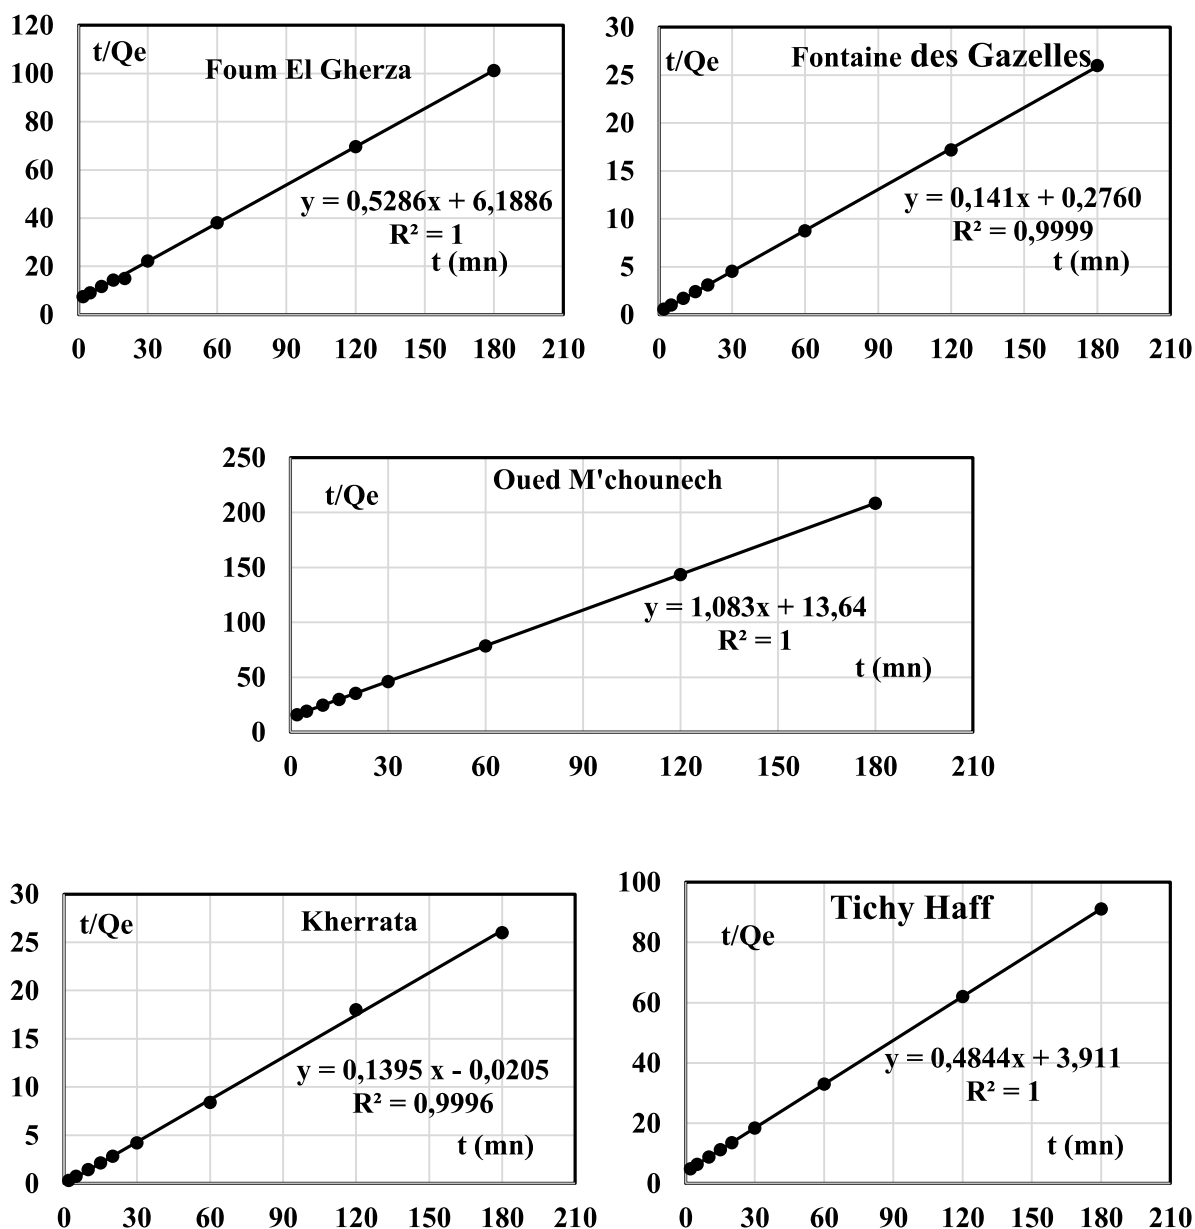 120
100
80
60
40
20
0
t/Qe
Foum El Gherza
y = 0,5286x + 6,1886
R² = 1
t (mn)
0 30 60 90 120 150 180 210
30
25
20
15
10
5
0
t/Qe
Fontaine des Gazelles
y = 0,141x + 0,2760
R² = 0,9999
t (mn)
0 30 60 90 120 150 180 210
250
200
150
100
50
0
t/Qe
Oued M'chounech
y = 1,083x + 13,64
R² = 1
t (mn)
0 30 60 90 120 150 180 210
30
25
20
15
10
5
0
t/Qe
Kherrata
y = 0,1395 x - 0,0205
R² = 0,9996
t (mn)
0 30 60 90 120 150 180 210
100
80
60
40
20
0
Tichy Haff
t/Qe
y = 0,4844x + 3,911
R² = 1
t (mn)
0 30 60 90 120 150 180 210